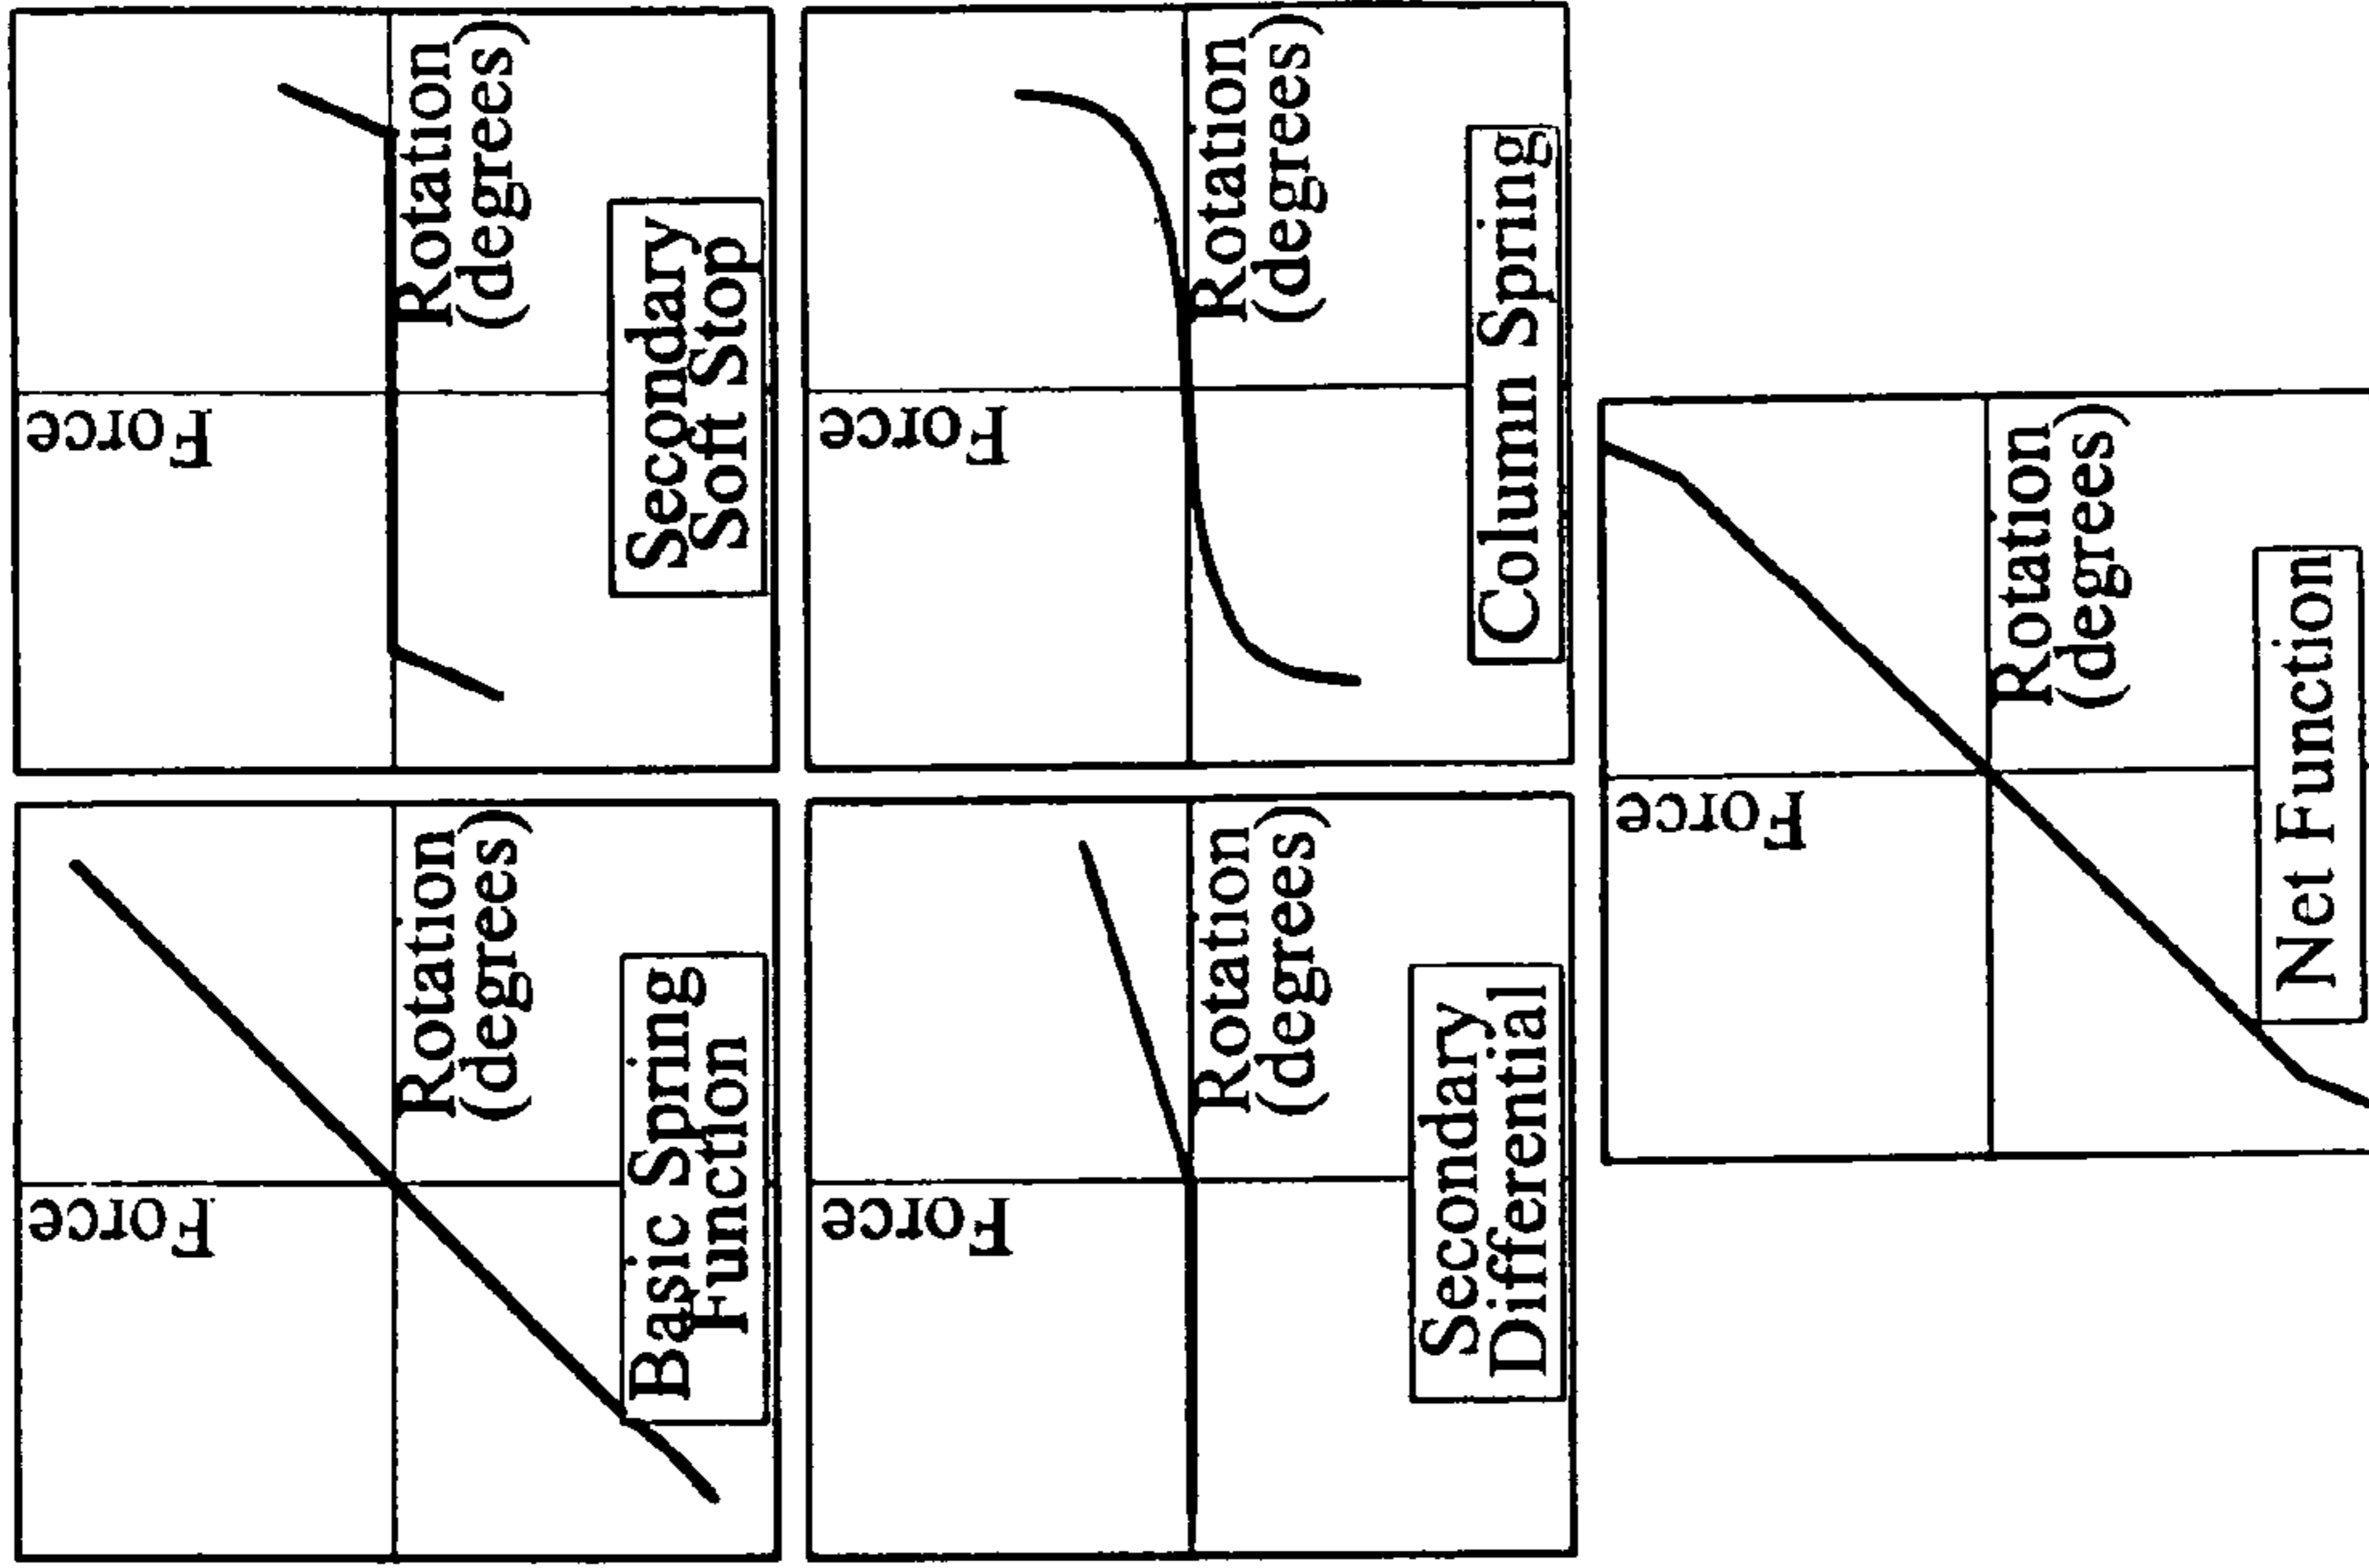 Force
Rotation
(degrees)
Basic Spring
Function
Force
Rotation
(degrees)
Secondary
Soft Stop
Force
Rotation
(degrees)
Secondary
Differential
Force
Rotation
(degrees)
Column Spring
Force
Rotation
(degrees)
Net Function